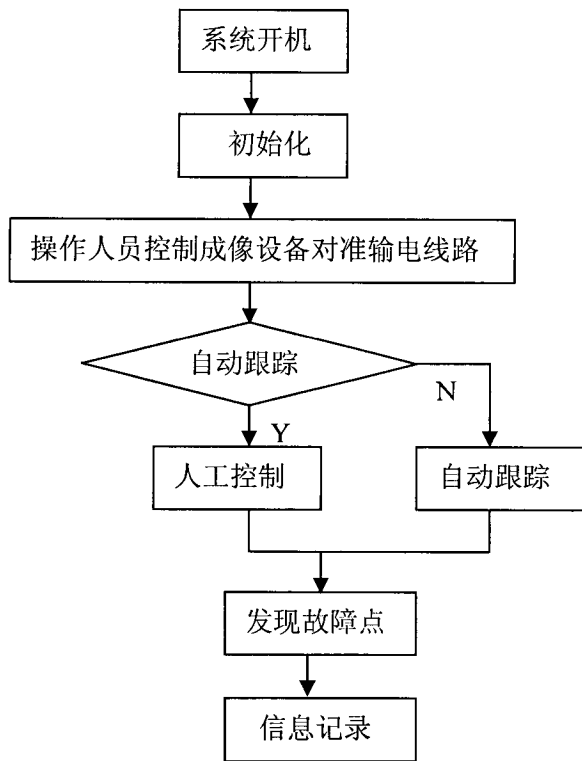 系统开机
初始化
操作人员控制成像设备对准输电线路
自动跟踪
N
Y
人工控制
自动跟踪
发现故障点
信息记录